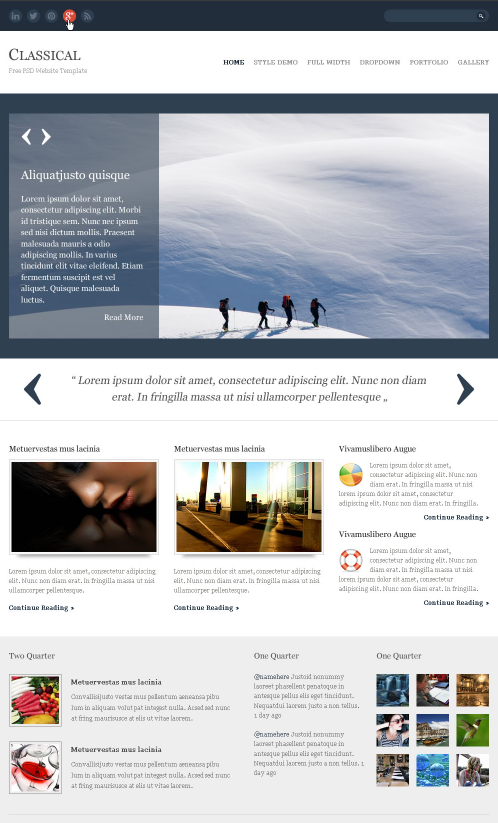 CLASSICAL
Free PSD Website Template
HOME STYLE DEMO FULL WIDTH DROPDOWN PORTFOLIO GALLERY
Aliquatjusto quisque
Lorem ipsum dolor sit amet,
consectetur adipiscing elit. Morbi
id tristique sem. Nunc nec ipsum
sed nisi dictum mollis. Praesent
malesuada mauris a odio
adipiscing mollis. In varius
tincidunt elit vitae eleifend. Etiam
fermentum suscipit est vel
aliquet. Quisque malesuada
luctus.
Read More
“ Lorem ipsum dolor sit amet, consectetur adipiscing elit. Nunc non diam
erat. In fringilla massa ut nisi ullamcorper pellentesque „
Metuervestas mus lacinia
Lorem ipsum dolor sit amet, consectetur adipiscing
elit. Nunc non diam erat. In fringilla massa ut nisi
ullamcorper pellentesque.
Continue Reading »
Metuervestas mus lacinia
Lorem ipsum dolor sit amet, consectetur adipiscing
elit. Nunc non diam erat. In fringilla massa ut nisi
ullamcorper pellentesque.
Continue Reading »
Vivamuslibero Augue
Lorem ipsum dolor sit amet,
consectetur adipiscing elit. Nunc non
diam erat. In fringilla massa ut nisi
lorem ipsum dolor sit amet, consectetur
adipiscing elit. Nunc non diam erat. In fringilla.
Continue Reading »
Vivamuslibero Augue
Lorem ipsum dolor sit amet,
consectetur adipiscing elit. Nunc non
diam erat. In fringilla massa ut nisi
lorem ipsum dolor sit amet, consectetur
adipiscing elit. Nunc non diam erat. In fringilla.
Continue Reading »
Two Quarter
Metuervestas mus lacinia
Convallisijusto vestas mus pellentum aeneansa pibu
lum in aliquam volutpat integest nulla. Acsed sed nunc
at fring maurisusce at elis ut vitae laorem..
Metuervestas mus lacinia
Convallisijusto vestas mus pellentum aeneansa pibu
lum in aliquam volutpat integest nulla. Acsed sed nunc
at fring maurisusce at elis ut vitae laorem..
One Quarter
@namehere Justoid nonummy
laoreet phasellent penatoque in
antesque pellus elis eget tincidunt.
Nequatdui laorem justo non a tellus.
1 day ago
@namehere Justoid nonummy
laoreet phasellent penatoque in
antesque pellus elis eget tincidunt.
Nequatdui laorem justo non a tellus. 1
day ago
One Quarter